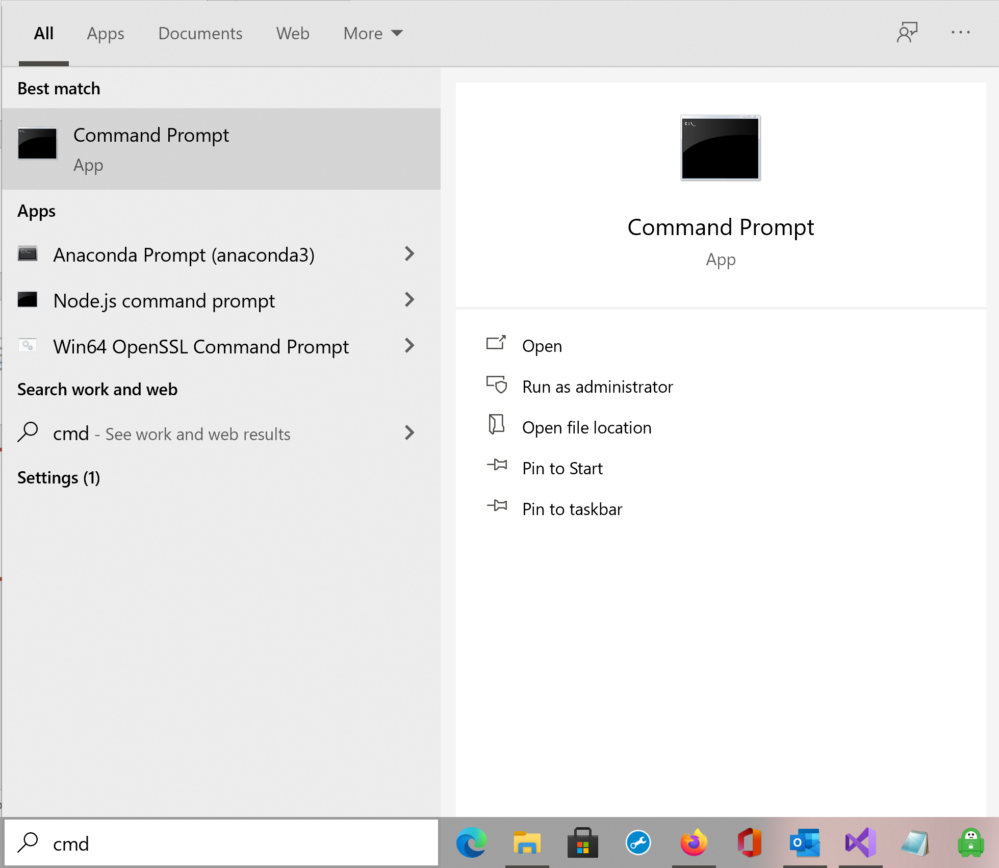 All Apps Documents Web More
Best match
Command Prompt
App
Apps
Anaconda Prompt (anaconda3)
Node.js command prompt
Win64 OpenSSL Command Prompt
Search work and web
cmd - See work and web results
Settings (1)
C:\_
Command Prompt
App
Open
Run as administrator
Open file location
Pin to Start
Pin to taskbar
cmd